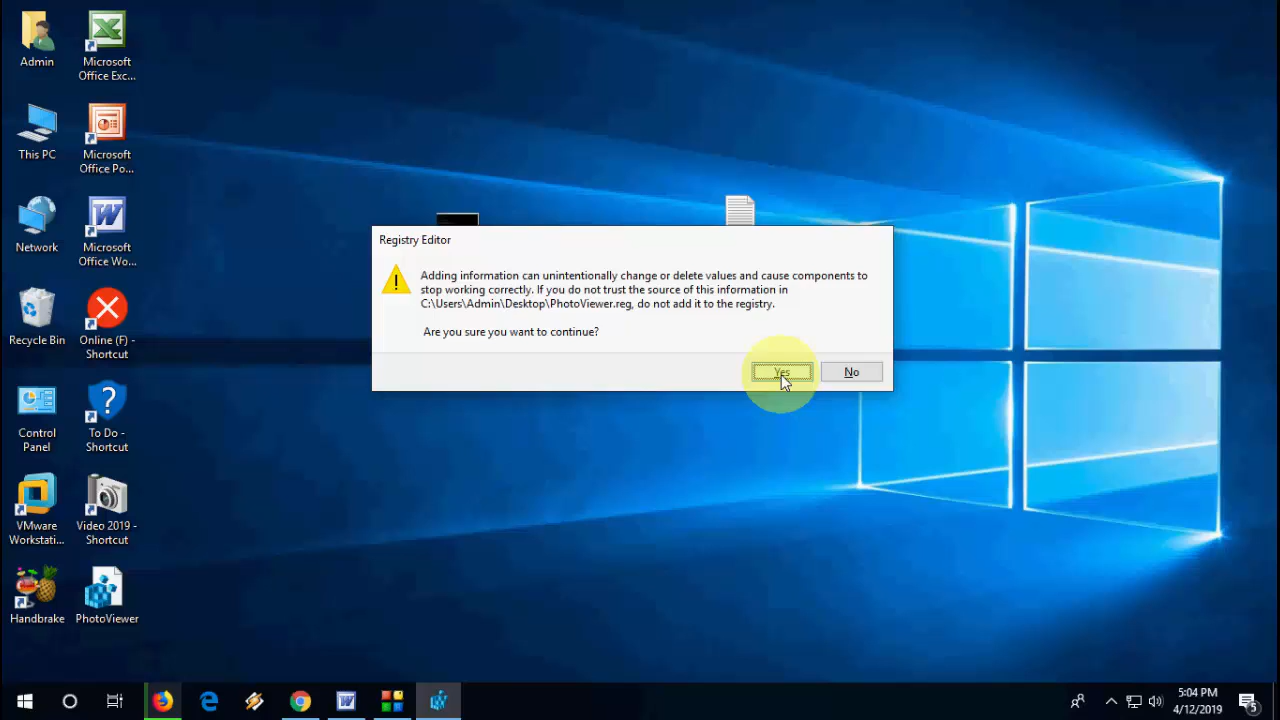 Admin
Microsoft
Office Exc...
This PC
Microsoft
Office Po...
Network
Microsoft
Office Wo...
Recycle Bin
Online (F) -
Shortcut
Control
Panel
To Do -
Shortcut
VMware
Workstati...
Video 2019 -
Shortcut
Handbrake
PhotoViewer
Registry Editor
Adding information can unintentionally change or delete values and cause components to
stop working correctly. If you do not trust the source of this information in
C:\Users\Admin\Desktop\PhotoViewer.reg, do not add it to the registry.
Are you sure you want to continue?
Yes
No
5:04 PM
4/12/2019
5